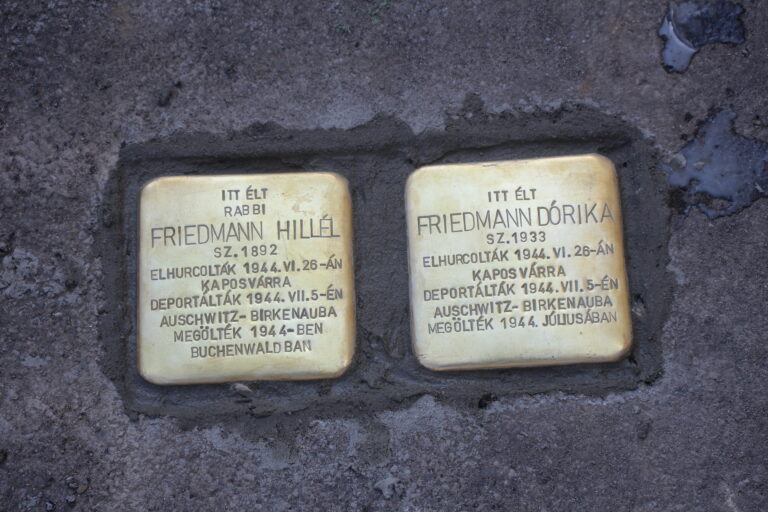 ITT ÉLT
RABBI
FRIEDMANN HILLÉL
SZ. 1892
ELHURCOLTÁK 1944. VI. 26-ÁN
KAPOSVÁRRA
DEPORTÁLTÁK 1944. VII. 5-ÉN
AUSCHWITZ-BIRKENAUBA
MEGÖLTÉK 1944-BEN
BUCHENWALDBAN
ITT ÉLT
FRIEDMANN DÓRIKA
SZ. 1933
ELHURCOLTÁK 1944. VI. 26-ÁN
KAPOSVÁRRA
DEPORTÁLTÁK 1944. VII. 5-ÉN
AUSCHWITZ-BIRKENAUBA
MEGÖLTÉK 1944. JÚLIUSÁBAN